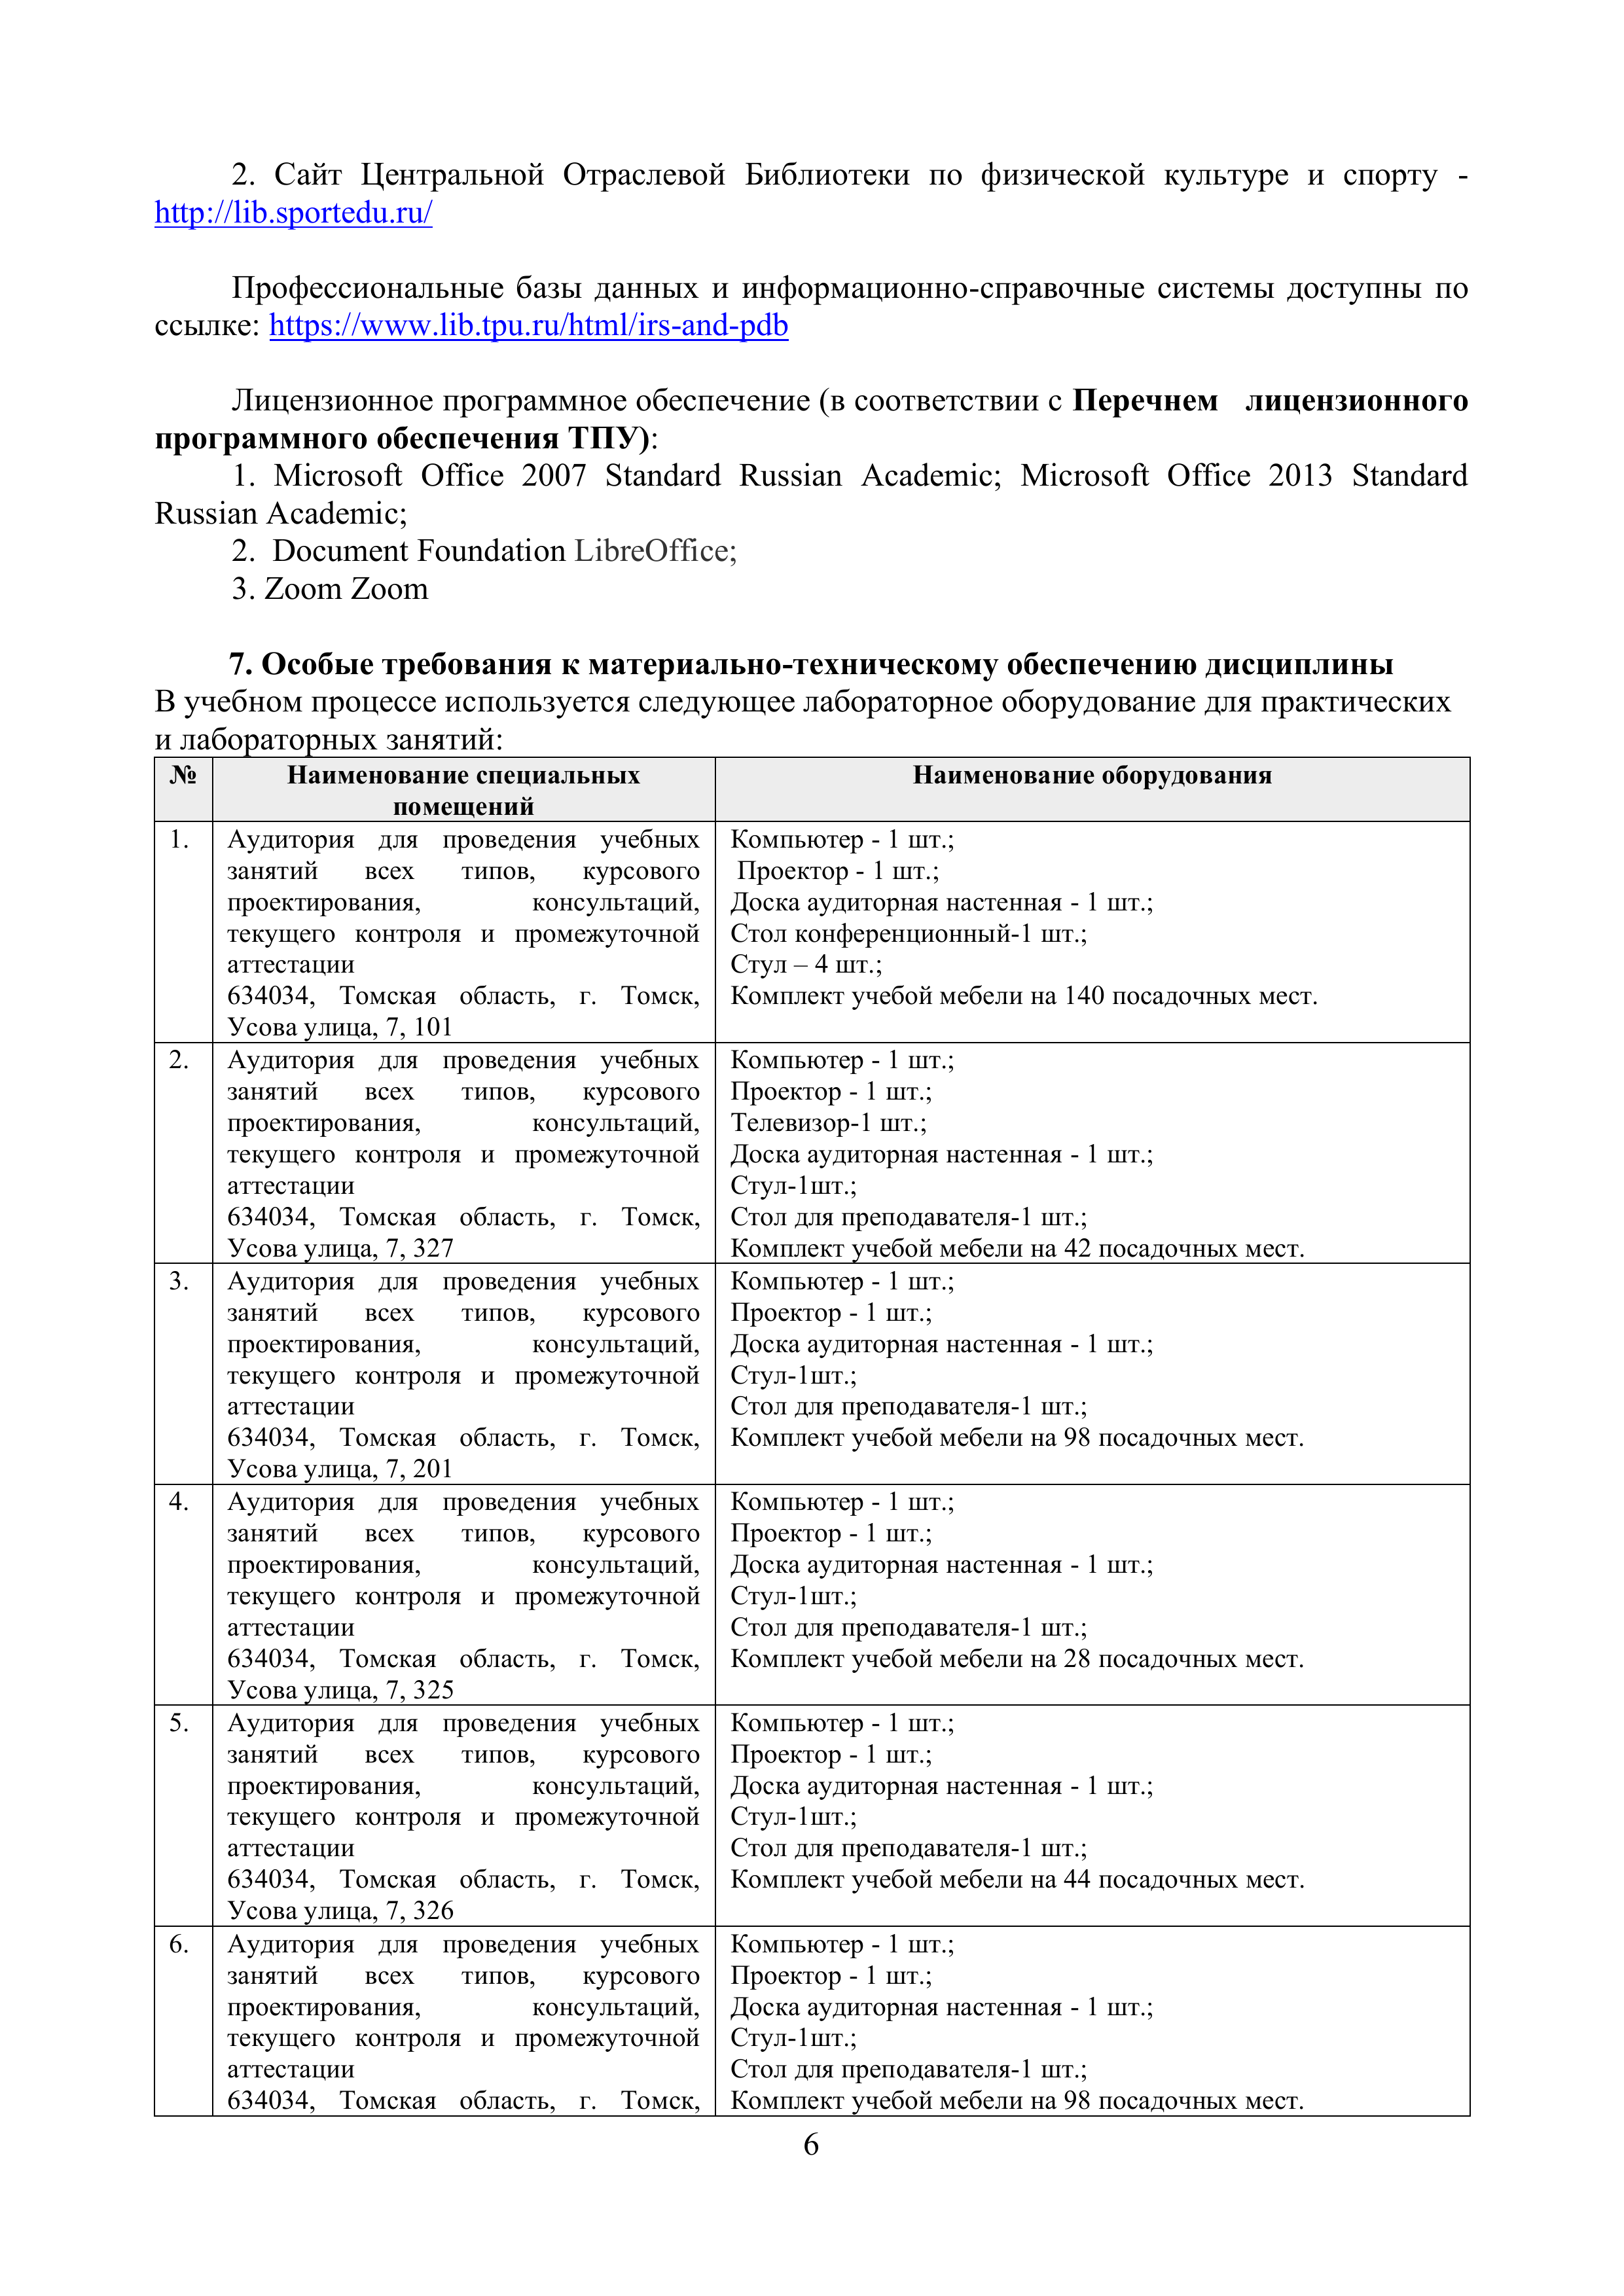 2. Сайт Центральной Отраслевой Библиотеки по физической культуре и спорту -
http://lib.sportedu.ru/
Профессиональные базы данных и информационно-справочные системы доступны по
ссылке: https://www.lib.tpu.ru/html/irs-and-pdb
Лицензионное программное обеспечение (в соответствии с Перечнем лицензионного
программного обеспечения ТПУ):
1. Microsoft Office 2007 Standard Russian Academic; Microsoft Office 2013 Standard
Russian Academic;
2. Document Foundation LibreOffice;
3. Zoom Zoom
7. Особые требования к материально-техническому обеспечению дисциплины
В учебном процессе используется следующее лабораторное оборудование для практических
и лабораторных занятий:
№
Наименование специальных
помещений
Наименование оборудования
1.
Аудитория для проведения учебных
занятий всех типов, курсового
проектирования, консультаций,
текущего контроля и промежуточной
аттестации
634034, Томская область, г. Томск,
Усова улица, 7, 101
Компьютер - 1 шт.;
Проектор - 1 шт.;
Доска аудиторная настенная - 1 шт.;
Стол конференционный-1 шт.;
Стул – 4 шт.;
Комплект учебой мебели на 140 посадочных мест.
2.
Аудитория для проведения учебных
занятий всех типов, курсового
проектирования, консультаций,
текущего контроля и промежуточной
аттестации
634034, Томская область, г. Томск,
Усова улица, 7, 327
Компьютер - 1 шт.;
Проектор - 1 шт.;
Телевизор-1 шт.;
Доска аудиторная настенная - 1 шт.;
Стул-1шт.;
Стол для преподавателя-1 шт.;
Комплект учебой мебели на 42 посадочных мест.
3.
Аудитория для проведения учебных
занятий всех типов, курсового
проектирования, консультаций,
текущего контроля и промежуточной
аттестации
634034, Томская область, г. Томск,
Усова улица, 7, 201
Компьютер - 1 шт.;
Проектор - 1 шт.;
Доска аудиторная настенная - 1 шт.;
Стул-1шт.;
Стол для преподавателя-1 шт.;
Комплект учебой мебели на 98 посадочных мест.
4.
Аудитория для проведения учебных
занятий всех типов, курсового
проектирования, консультаций,
текущего контроля и промежуточной
аттестации
634034, Томская область, г. Томск,
Усова улица, 7, 325
Компьютер - 1 шт.;
Проектор - 1 шт.;
Доска аудиторная настенная - 1 шт.;
Стул-1шт.;
Стол для преподавателя-1 шт.;
Комплект учебой мебели на 28 посадочных мест.
5.
Аудитория для проведения учебных
занятий всех типов, курсового
проектирования, консультаций,
текущего контроля и промежуточной
аттестации
634034, Томская область, г. Томск,
Усова улица, 7, 326
Компьютер - 1 шт.;
Проектор - 1 шт.;
Доска аудиторная настенная - 1 шт.;
Стул-1шт.;
Стол для преподавателя-1 шт.;
Комплект учебой мебели на 44 посадочных мест.
6.
Аудитория для проведения учебных
занятий всех типов, курсового
проектирования, консультаций,
текущего контроля и промежуточной
аттестации
634034, Томская область, г. Томск,
Компьютер - 1 шт.;
Проектор - 1 шт.;
Доска аудиторная настенная - 1 шт.;
Стул-1шт.;
Стол для преподавателя-1 шт.;
Комплект учебой мебели на 98 посадочных мест.
6